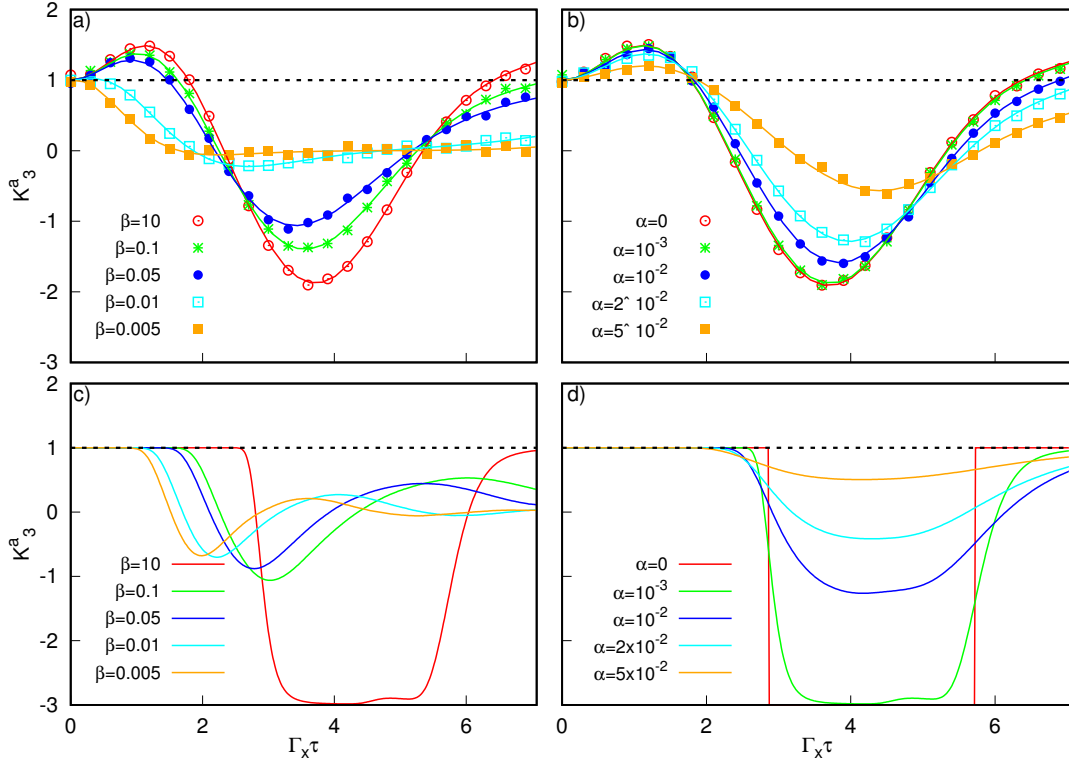 a)
2
1
0
-1
-2
-3
K^a_3
β=10
β=0.1
β=0.05
β=0.01
β=0.005
b)
α=0
α=10^-3
α=10^-2
α=2^ 10^-2
α=5^ 10^-2
c)
2
1
0
-1
-2
-3
K^a_3
β=10
β=0.1
β=0.05
β=0.01
β=0.005
0 2 4 6
Γ_xτ
d)
α=0
α=10^-3
α=10^-2
α=2x10^-2
α=5x10^-2
0 2 4 6
Γ_xτ